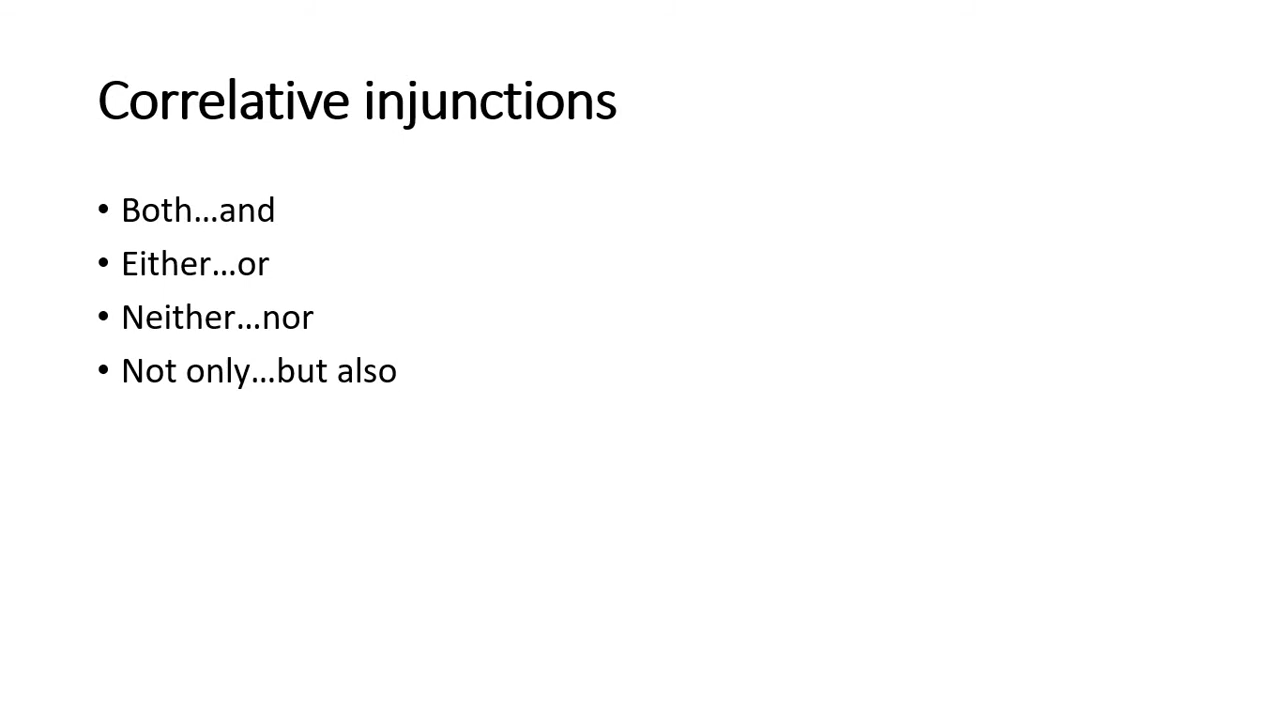 Correlative injunctions
• Both...and
• Either...or
• Neither...nor
• Not only...but also